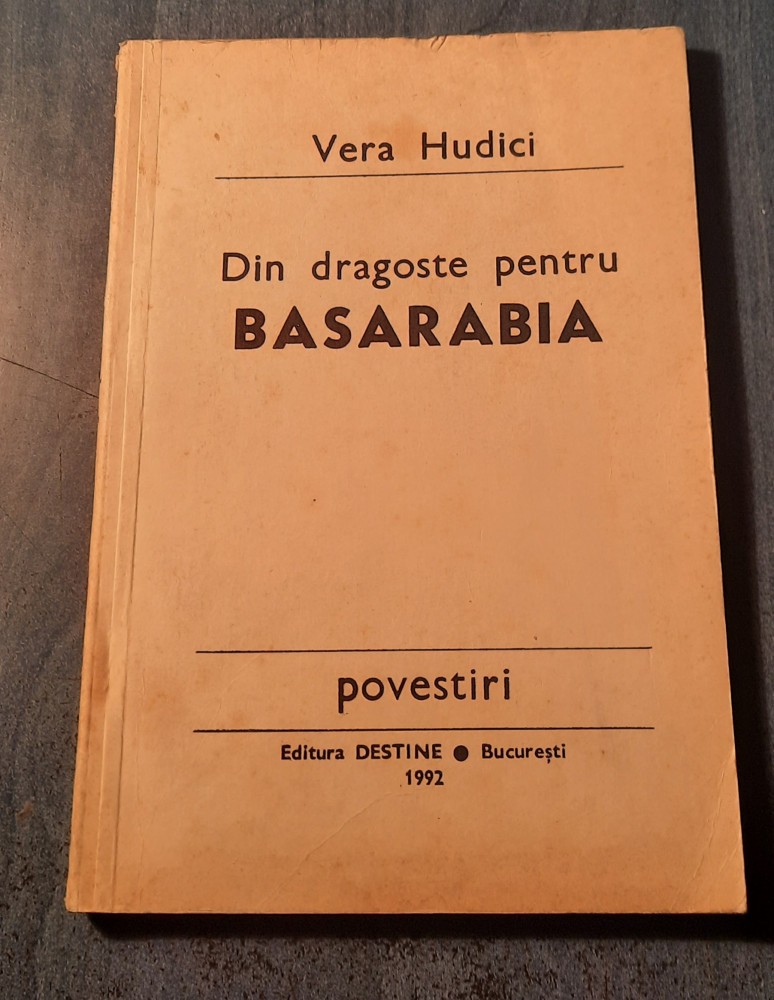 Vera Hudici
Din dragoste pentru
BASARABIA
povestiri
Editura DESTINE ● București
1992